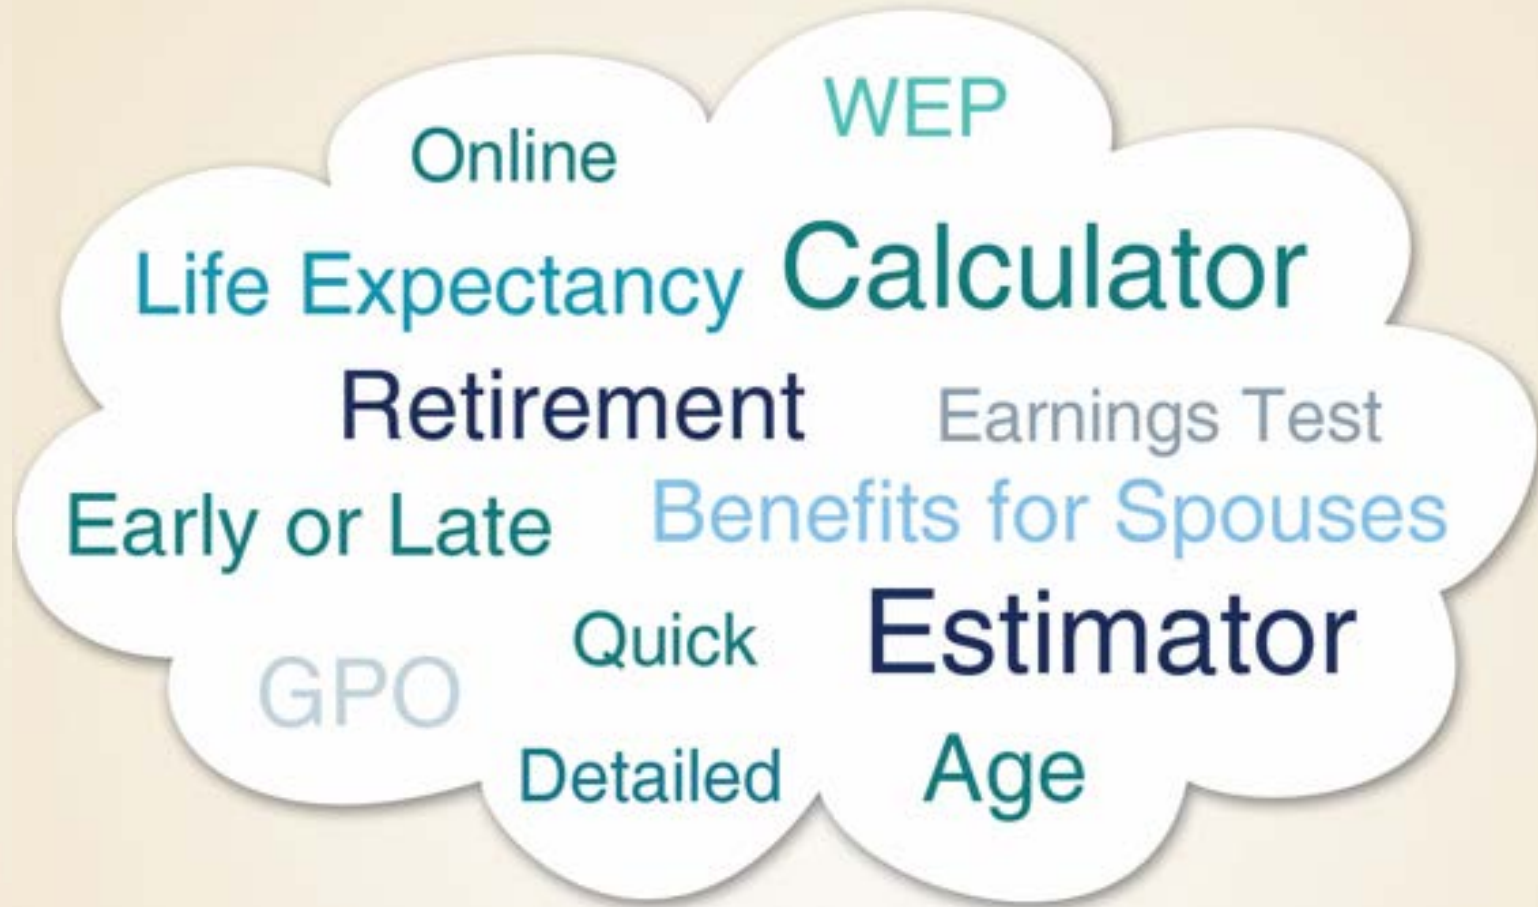 WEP
Online
Calculator
Life Expectancy
Retirement
Earnings Test
Early or Late
Benefits for Spouses
Quick
Estimator
GPO
Detailed
Age